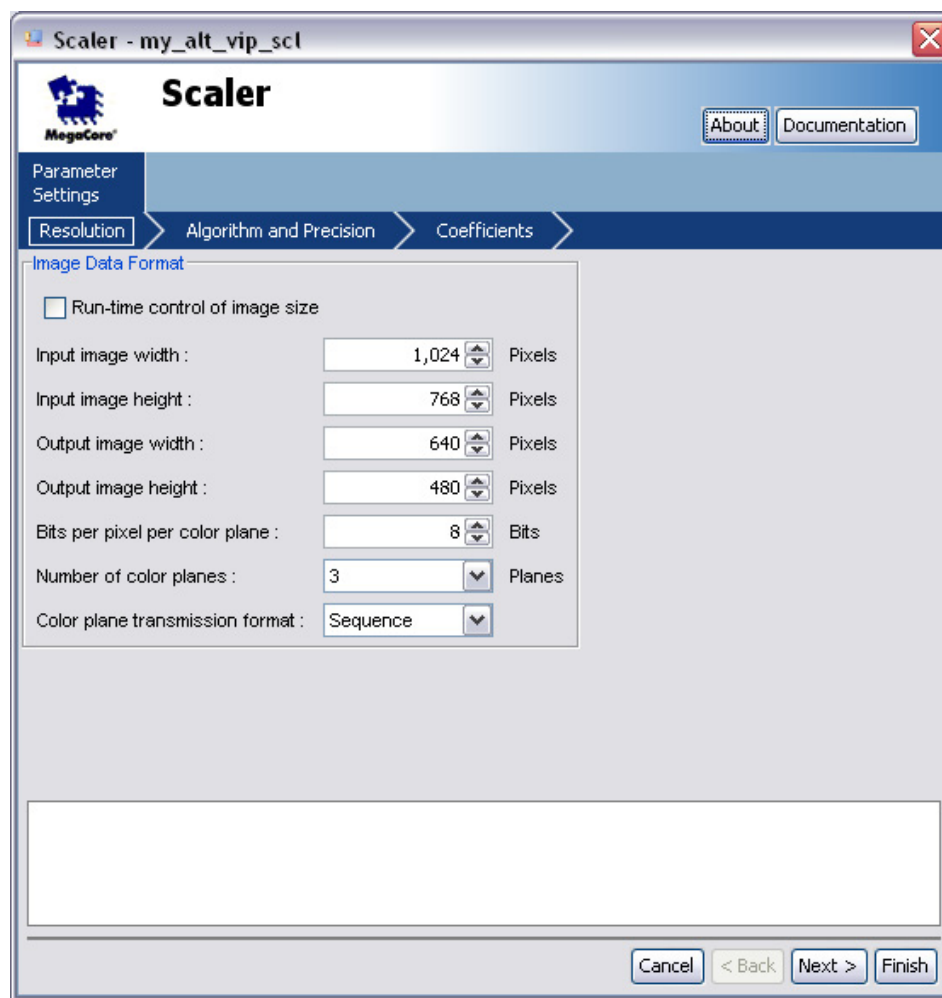 Scaler - my_alt_vip_scl
MegaCore®
Scaler
About Documentation
Parameter
Settings
Resolution Algorithm and Precision Coefficients
Image Data Format
Run-time control of image size
Input image width : 1,024 Pixels
Input image height : 768 Pixels
Output image width : 640 Pixels
Output image height : 480 Pixels
Bits per pixel per color plane : 8 Bits
Number of color planes : 3 Planes
Color plane transmission format : Sequence
Cancel < Back Next > Finish